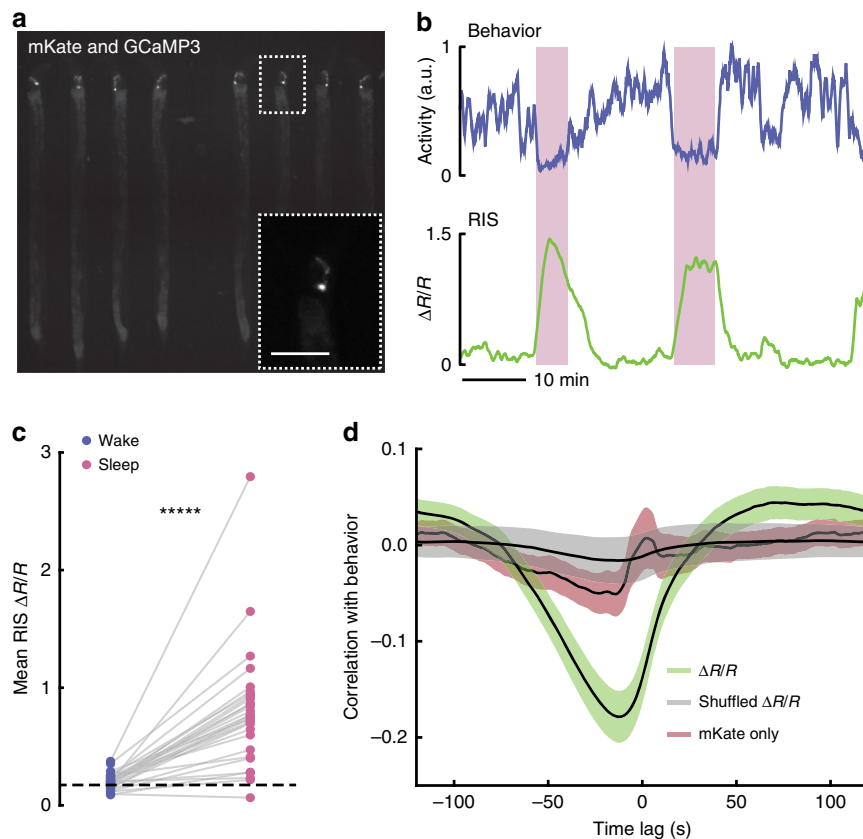 a
mKate and GCaMP3
b
Behavior
1
Activity (a.u.)
0
RIS
1.5
ΔR/R
0
10 min
c
Wake
Sleep
3
*****
2
Mean RIS ΔR/R
1
0
d
0.1
0.0
Correlation with behavior
−0.1
−0.2
ΔR/R
Shuffled ΔR/R
mKate only
−100 −50 0 50 100
Time lag (s)